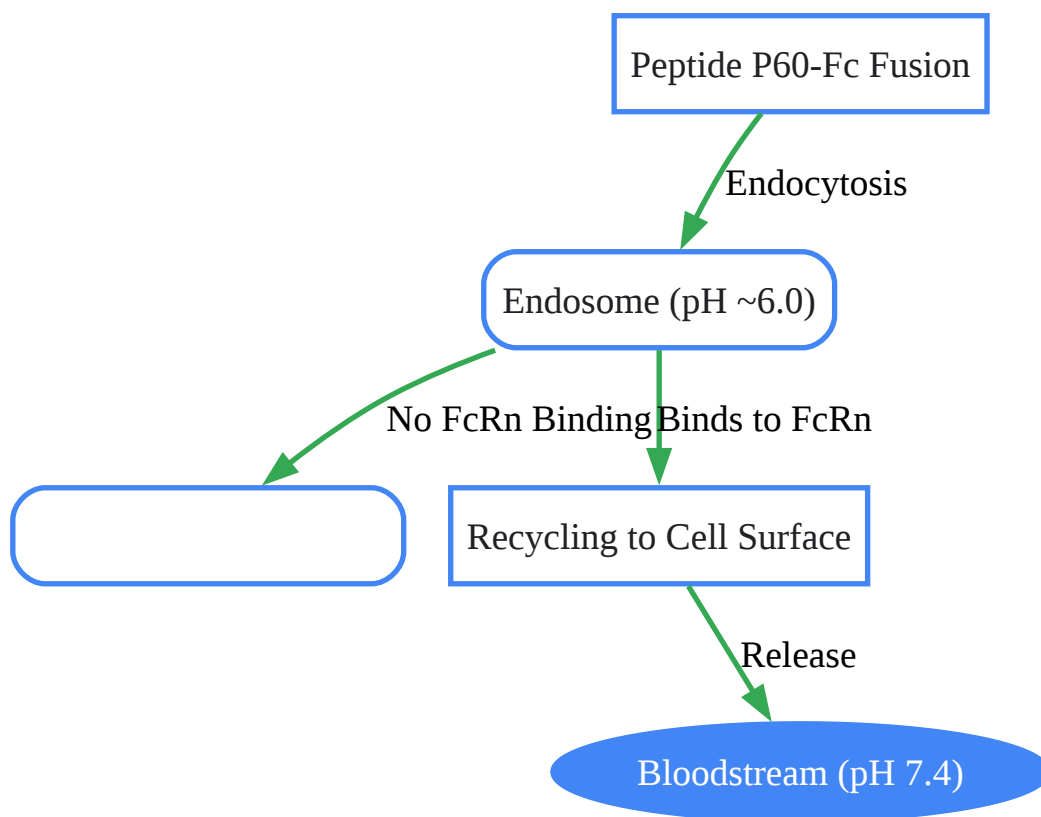 Peptide P60-Fc Fusion
Endocytosis
Endosome (pH ~6.0)
No FcRn Binding
Binds to FcRn
Recycling to Cell Surface
Release
Bloodstream (pH 7.4)